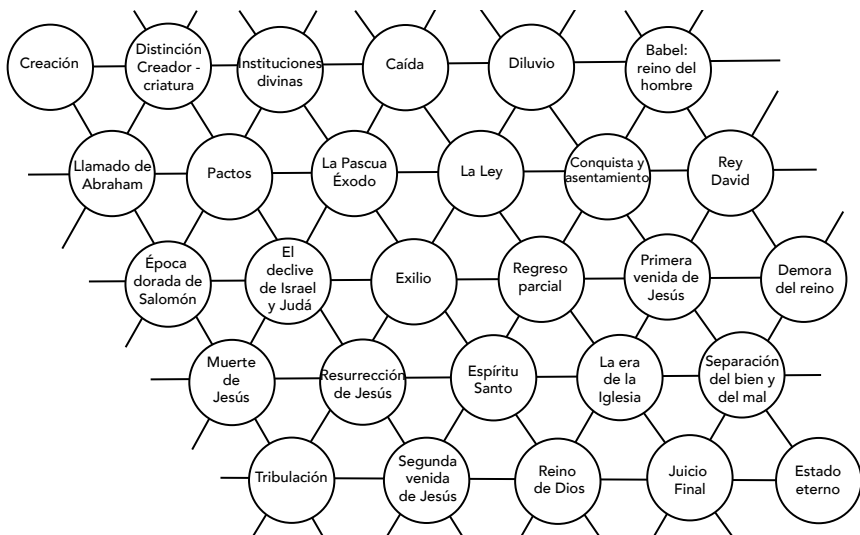 Creación
Distinción
Creador -
criatura
Instituciones
divinas
Caída
Diluvio
Babel:
reino del
hombre
Llamado de
Abraham
Pactos
La Pascua
Éxodo
La Ley
Conquista y
asentamiento
Rey
David
Época
dorada de
Salomón
El
declive
de Israel
y Judá
Exilio
Regreso
parcial
Primera
venida de
Jesús
Demora
del reino
Muerte
de
Jesús
Resurrección
de Jesús
Espíritu
Santo
La era
de la
Iglesia
Separación
del bien y
del mal
Tribulación
Segunda
venida
de Jesús
Reino
de Dios
Juicio
Final
Estado
eterno